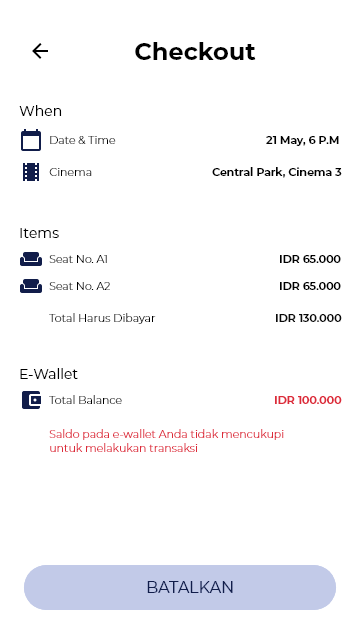 Checkout
When
Date & Time 21 May, 6 P.M
Cinema Central Park, Cinema 3
Items
Seat No. A1 IDR 65.000
Seat No. A2 IDR 65.000
Total Harus Dibayar IDR 130.000
E-Wallet
Total Balance IDR 100.000
Saldo pada e-wallet Anda tidak mencukupi
untuk melakukan transaksi
BATALKAN